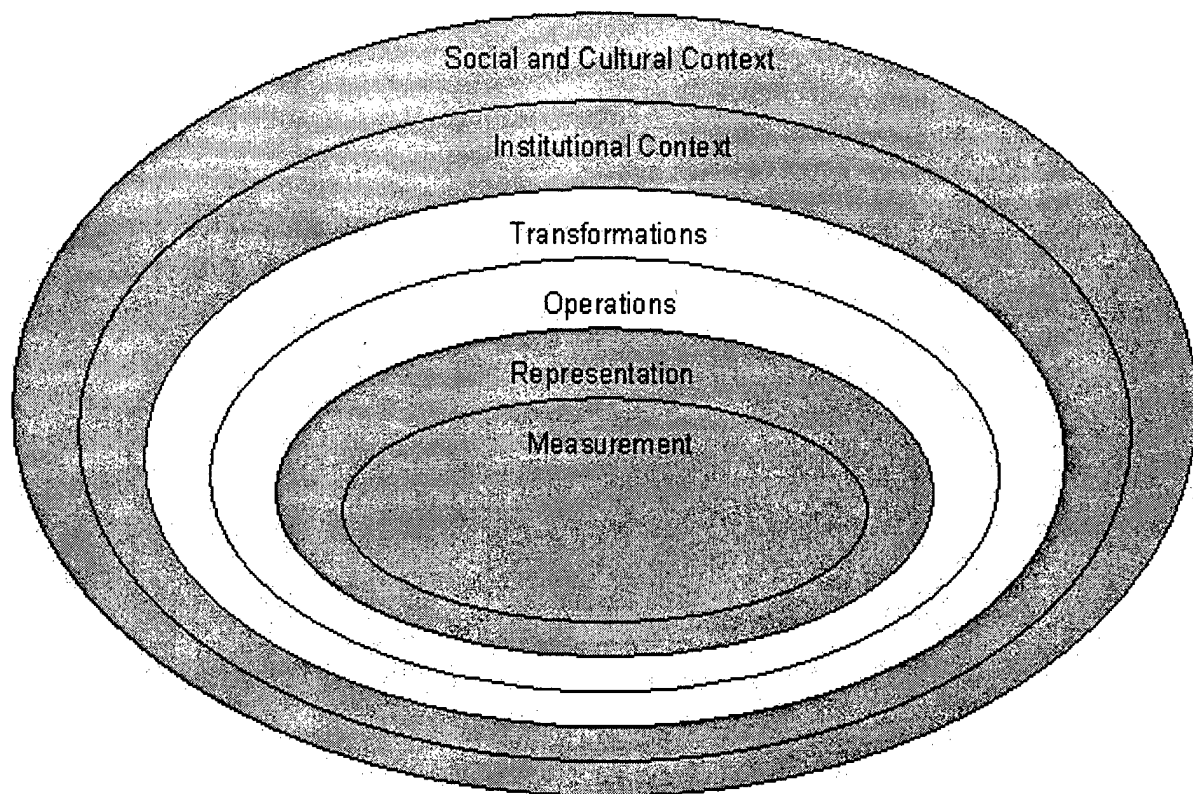 Social and Cultural Context
Institutional Context
Transformations
Operations
Representation
Measurement